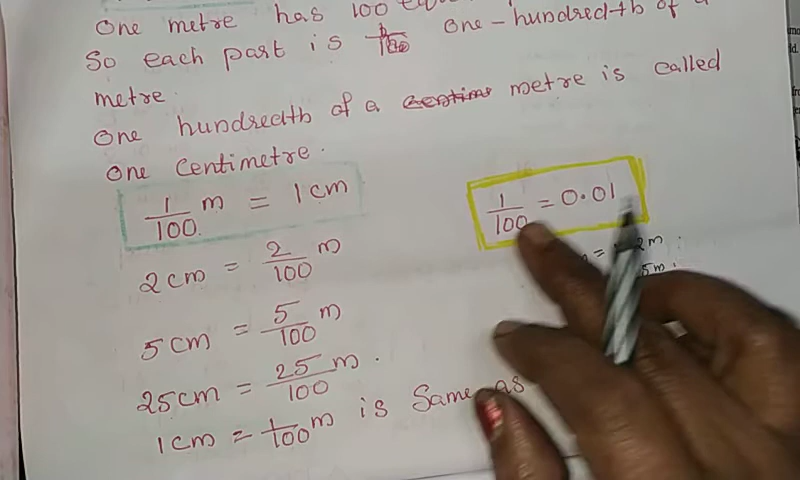 One metre has 100
So each part is 1/100 one-hundredth of a
metre.
One hundredth of a metre is called
One Centimetre.
1/100 m = 1cm
1/100 = 0.01
2cm = 2/100 m
5cm = 5/100 m
25cm = 25/100 m.
1cm = 1/100 m is Same as